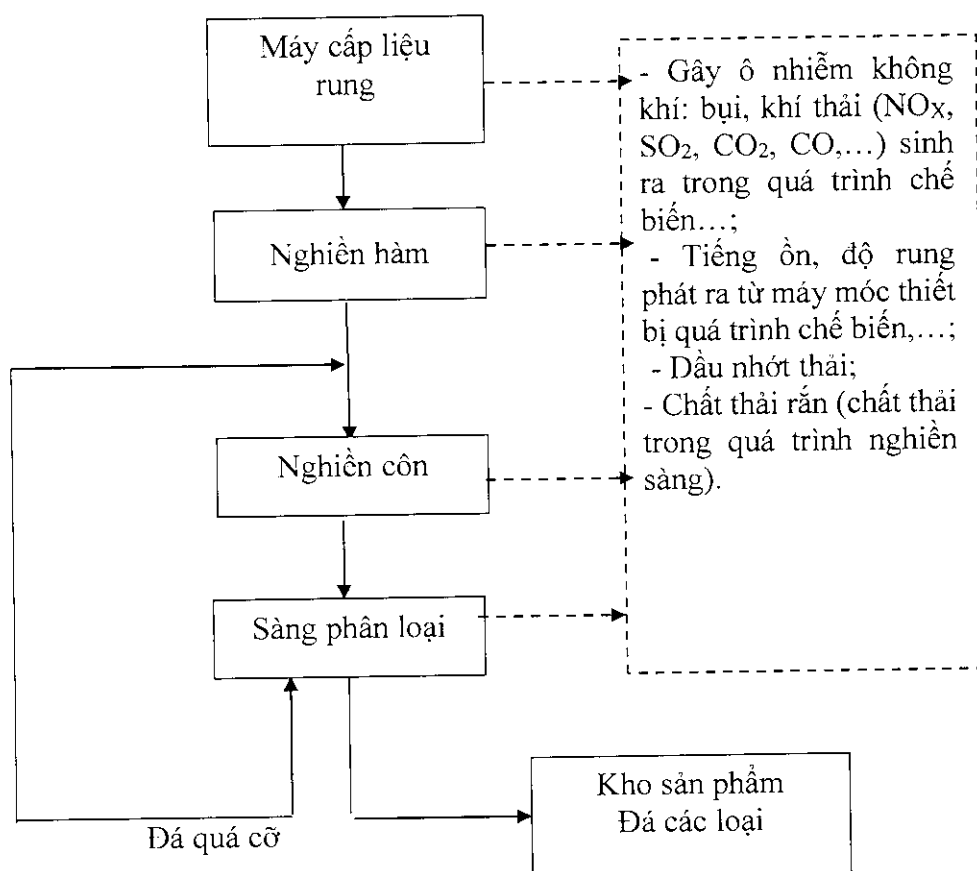 Máy cấp liệu
rung
- Gây ô nhiễm không
khí: bụi, khí thải (NOX,
SO2, CO2, CO,…) sinh
ra trong quá trình chế
biến…;
- Tiếng ồn, độ rung
phát ra từ máy móc thiết
bị quá trình chế biến,…;
- Dầu nhớt thải;
- Chất thải rắn (chất thải
trong quá trình nghiền
sàng).
Nghiền hàm
Nghiền côn
Sàng phân loại
Đá quá cỡ
Kho sản phẩm
Đá các loại